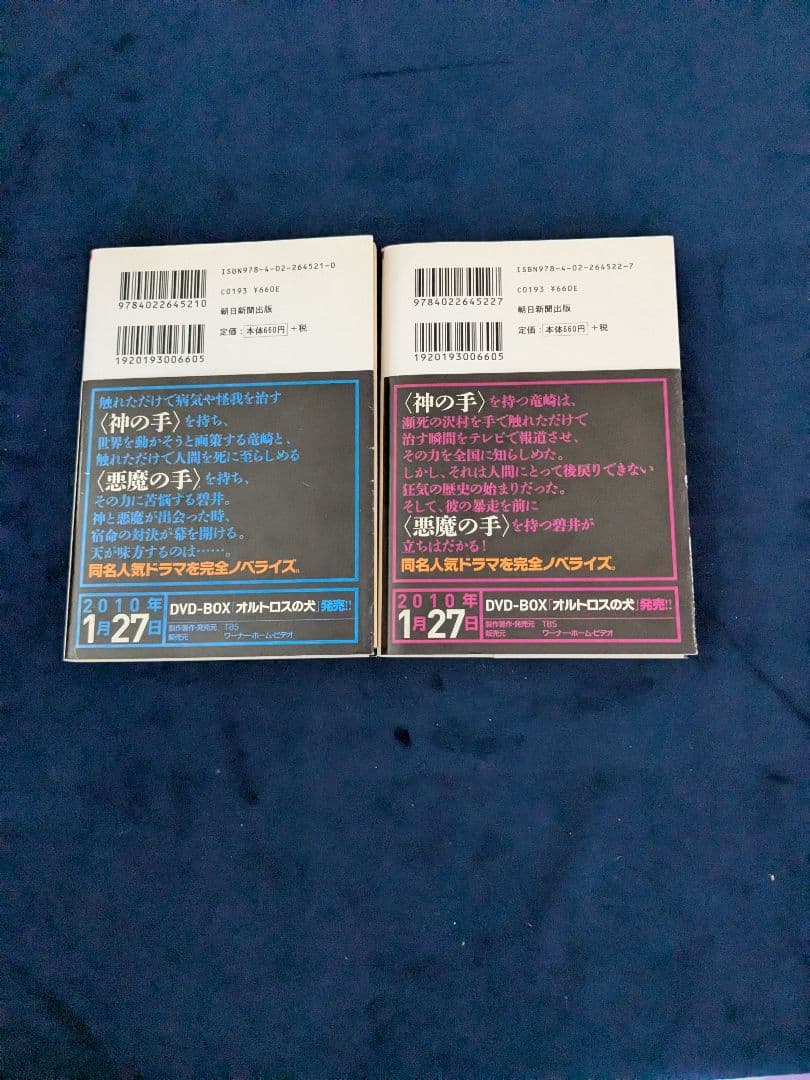 ISBN978-4-02-264521-0
9784022645210
C0193 ¥660E
朝日新聞出版
定価：本体660円＋税
1920193006605
触れただけで病気や怪我を治す
〈神の手〉を持ち、
世界を動かそうと画策する竜崎と、
触れただけで人間を死に至らしめる
〈悪魔の手〉を持ち、
その力に苦悩する碧井。
神と悪魔が出会った時、
宿命の対決が幕を開ける。
天が味方するのは……。
同名人気ドラマを完全ノベライズ。
2010年
1月27日
DVD-BOX「オルトロスの犬」発売!!
製作著作・発売元 TBS
販売元 ワーナー・ホーム・ビデオ
ISBN978-4-02-264522-7
9784022645227
C0193 ¥660E
朝日新聞出版
定価：本体660円＋税
1920193006605
〈神の手〉を持つ竜崎は、
瀕死の沢村を手で触れただけで
治す瞬間をテレビで報道させ、
その力を全国に知らしめた。
しかし、それは人間にとって後戻りできない
狂気の歴史の始まりだった。
そして、彼の暴走を前に
〈悪魔の手〉を持つ碧井が
立ちはだかる！
同名人気ドラマを完全ノベライズ。
2010年
1月27日
DVD-BOX「オルトロスの犬」発売!!
製作著作・発売元 TBS
販売元 ワーナー・ホーム・ビデオ